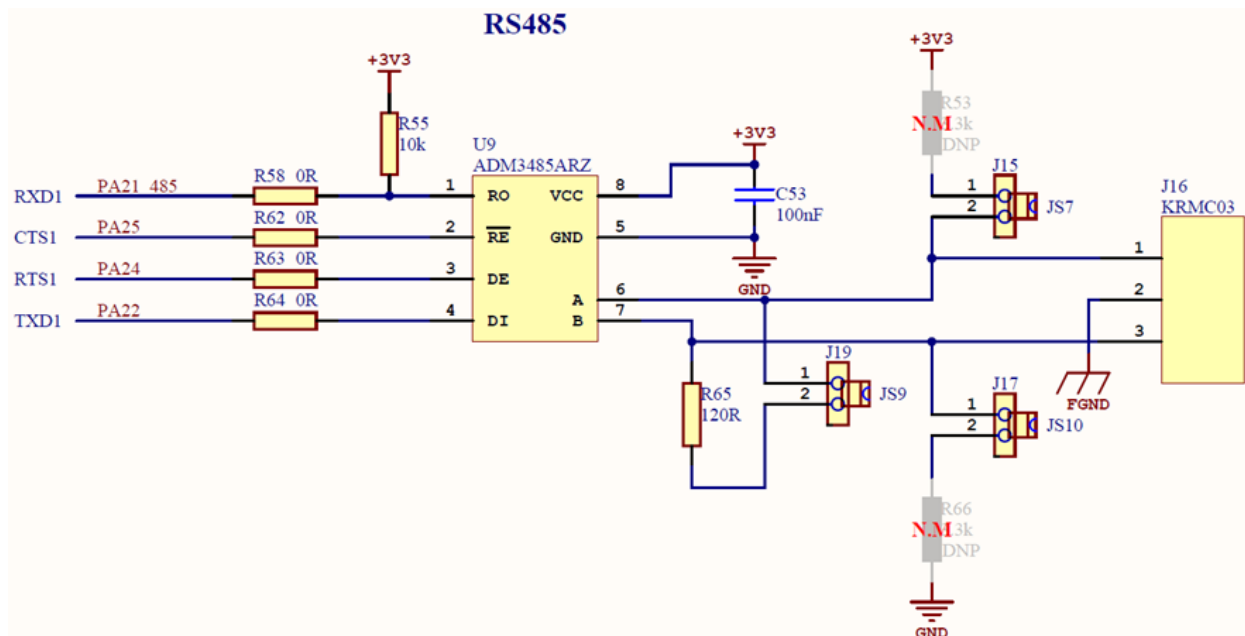 RS485
+3V3
+3V3
R53
N.M
DNP
R55
10k
U9
ADM3485ARZ
+3V3
J15
1
2
JS7
J16
KRMC03
RXD1 PA21_485 R58 0R 1 RO VCC 8
C53
100nF
CTS1 PA25 R62 0R 2 RE GND 5
GND
RTS1 PA24 R63 0R 3 DE A 6
TXD1 PA22 R64 0R 4 DI B 7
1
2
3
FGND
J19
1
2
JS9
R65
120R
J17
1
2
JS10
R66
N.M
DNP
GND